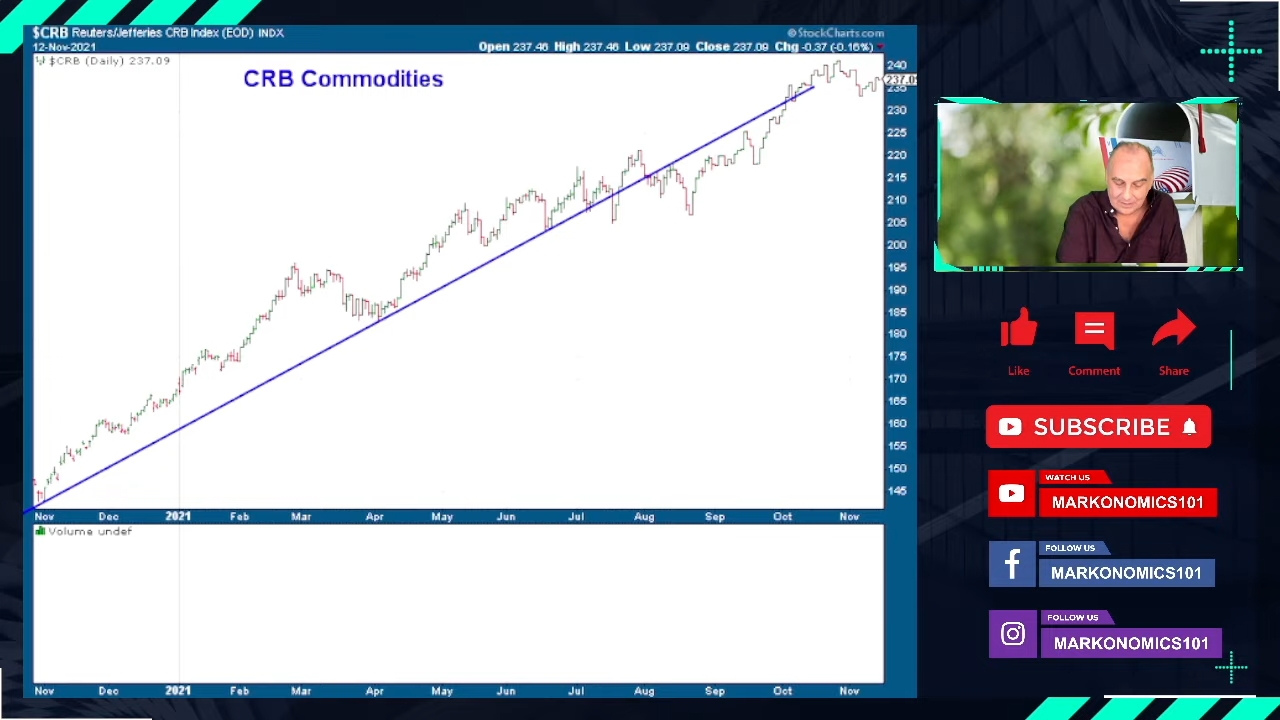 $CRB Reuters/Jefferies CRB Index (EOD) INDX
© StockCharts.com
12-Nov-2021
Open 237.46 High 237.46 Low 237.09 Close 237.09 Chg -0.37 (-0.16%)
$CRB (Daily) 237.09
CRB Commodities
240
237.09
235
230
225
220
215
210
205
200
195
190
185
180
175
170
165
160
155
150
145
Nov Dec 2021 Feb Mar Apr May Jun Jul Aug Sep Oct Nov
Volume undef
Nov Dec 2021 Feb Mar Apr May Jun Jul Aug Sep Oct Nov
Like Comment Share
SUBSCRIBE
WATCH US
MARKONOMICS101
FOLLOW US
MARKONOMICS101
FOLLOW US
MARKONOMICS101